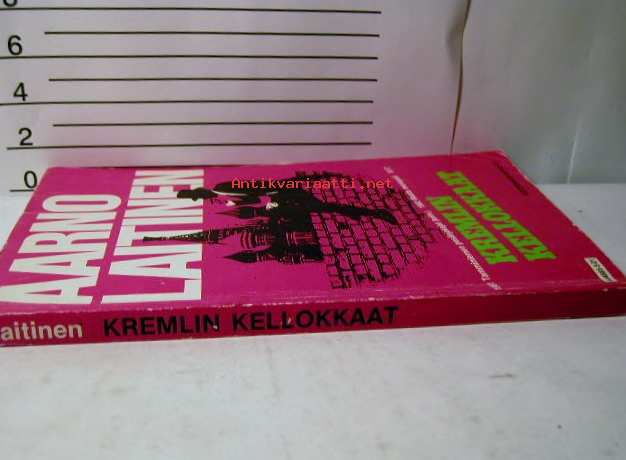 8
6
4
2
0
AARNO
LAITINEN
Antikvariaatti.net
KREMLIN
KELLOKKAAT
aitinen KREMLIN KELLOKKAAT